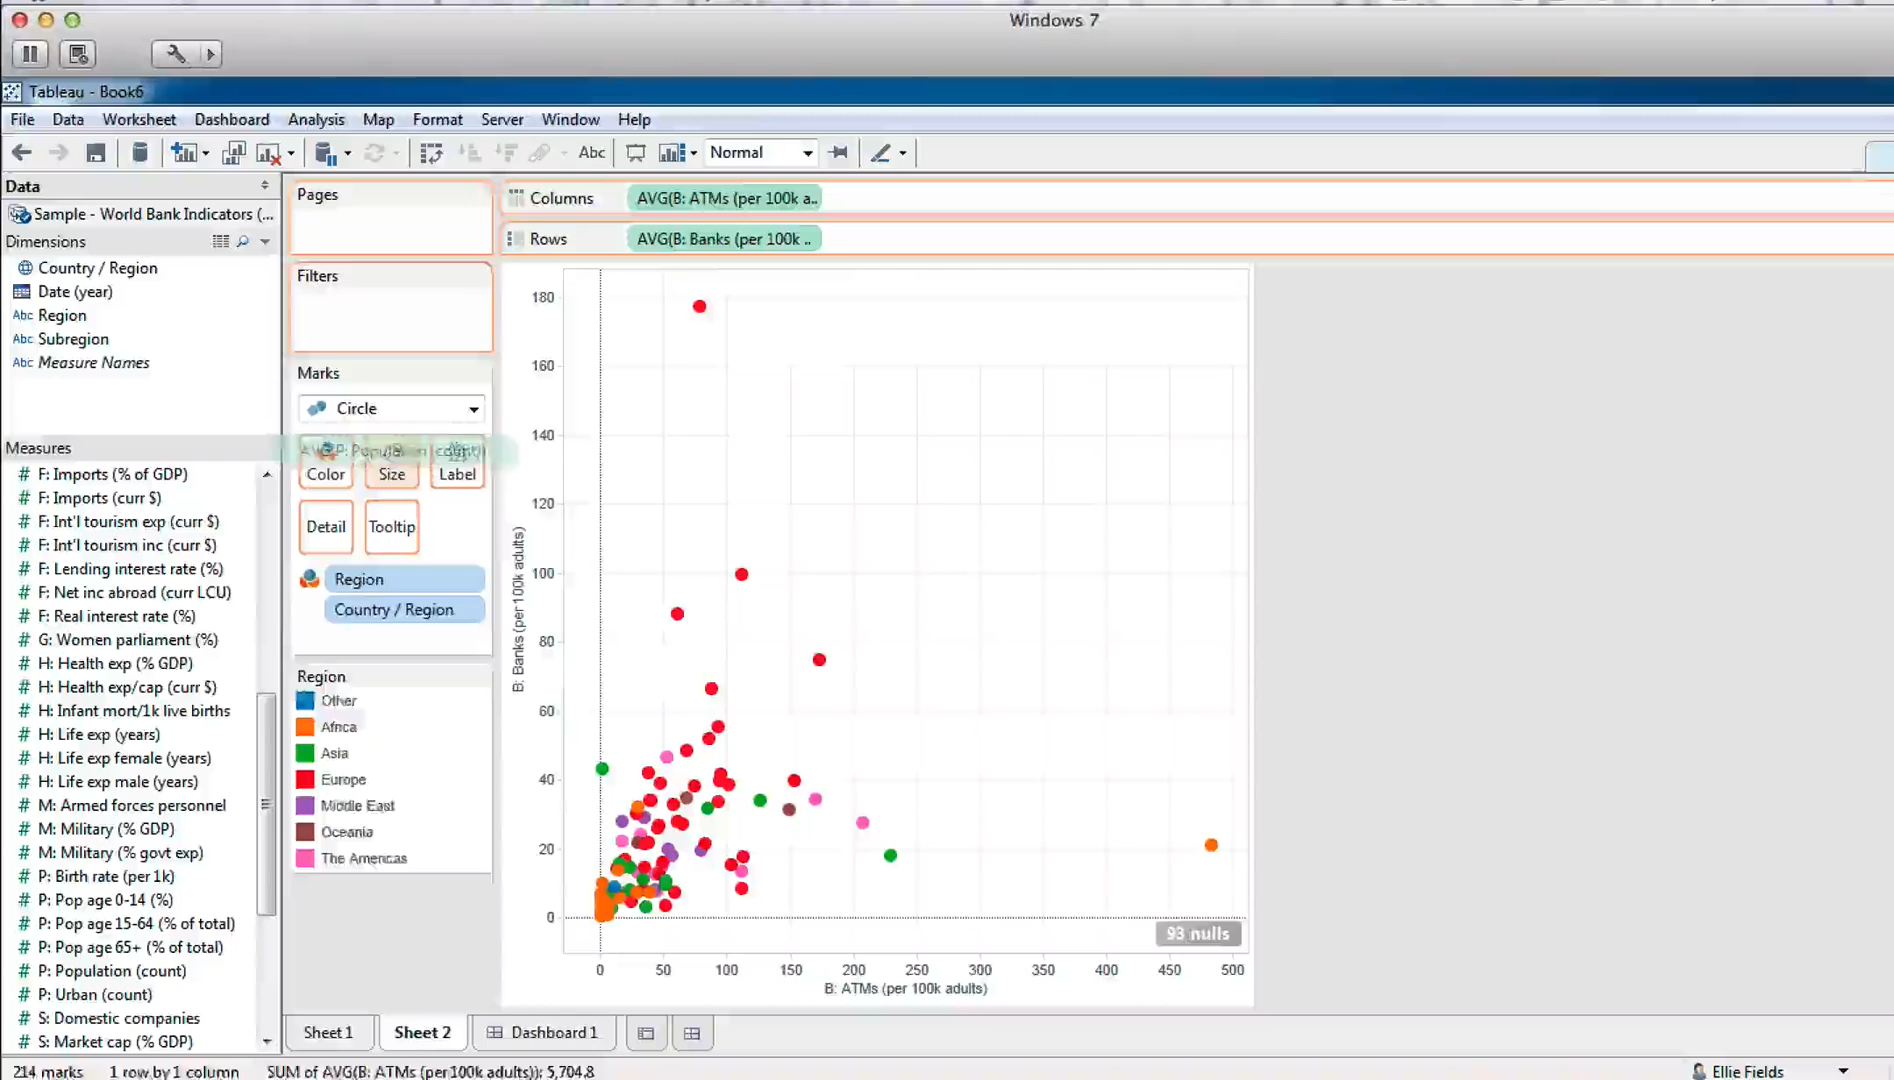 Windows 7
Tableau - Book6
File Data Worksheet Dashboard Analysis Map Format Server Window Help
Abc Normal
Data
Sample - World Bank Indicators (...
Dimensions
Country / Region
Date (year)
Abc Region
Abc Subregion
Abc Measure Names
Measures
# F: Imports (% of GDP)
# F: Imports (curr $)
# F: Int'l tourism exp (curr $)
# F: Int'l tourism inc (curr $)
# F: Lending interest rate (%)
# F: Net inc abroad (curr LCU)
# F: Real interest rate (%)
# G: Women parliament (%)
# H: Health exp (% GDP)
# H: Health exp/cap (curr $)
# H: Infant mort/1k live births
# H: Life exp (years)
# H: Life exp female (years)
# H: Life exp male (years)
# M: Armed forces personnel
# M: Military (% GDP)
# M: Military (% govt exp)
# P: Birth rate (per 1k)
# P: Pop age 0-14 (%)
# P: Pop age 15-64 (% of total)
# P: Pop age 65+ (% of total)
# P: Population (count)
# P: Urban (count)
# S: Domestic companies
# S: Market cap (% GDP)
Pages
Filters
Marks
Circle
AVG(P: Population (count))
Color Size Label
Detail Tooltip
Region
Country / Region
Region
Other
Africa
Asia
Europe
Middle East
Oceania
The Americas
Columns AVG(B: ATMs (per 100k a..
Rows AVG(B: Banks (per 100k ..
180
160
140
120
100
80
60
40
20
0
B: Banks (per 100k adults)
93 nulls
0 50 100 150 200 250 300 350 400 450 500
B: ATMs (per 100k adults)
Sheet 1 Sheet 2 Dashboard 1
214 marks 1 row by 1 column SUM of AVG(B: ATMs (per 100k adults)): 5,704.8 Ellie Fields